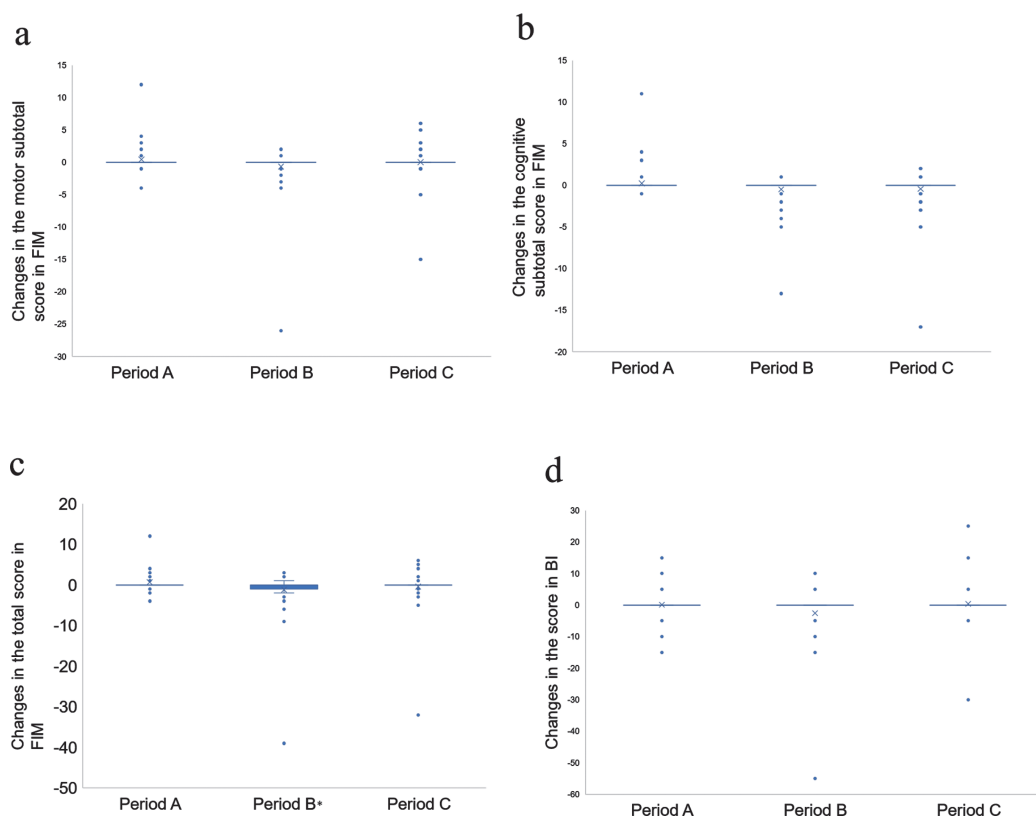 a
Changes in the motor subtotal
score in FIM
15
10
5
0
-5
-10
-15
-20
-25
-30
Period A Period B Period C
b
Changes in the cognitive
subtotal score in FIM
15
10
5
0
-5
-10
-15
-20
Period A Period B Period C
c
Changes in the total score in
FIM
20
10
0
-10
-20
-30
-40
-50
Period A Period B* Period C
d
Changes in the score in BI
30
20
10
0
-10
-20
-30
-40
-50
-60
Period A Period B Period C